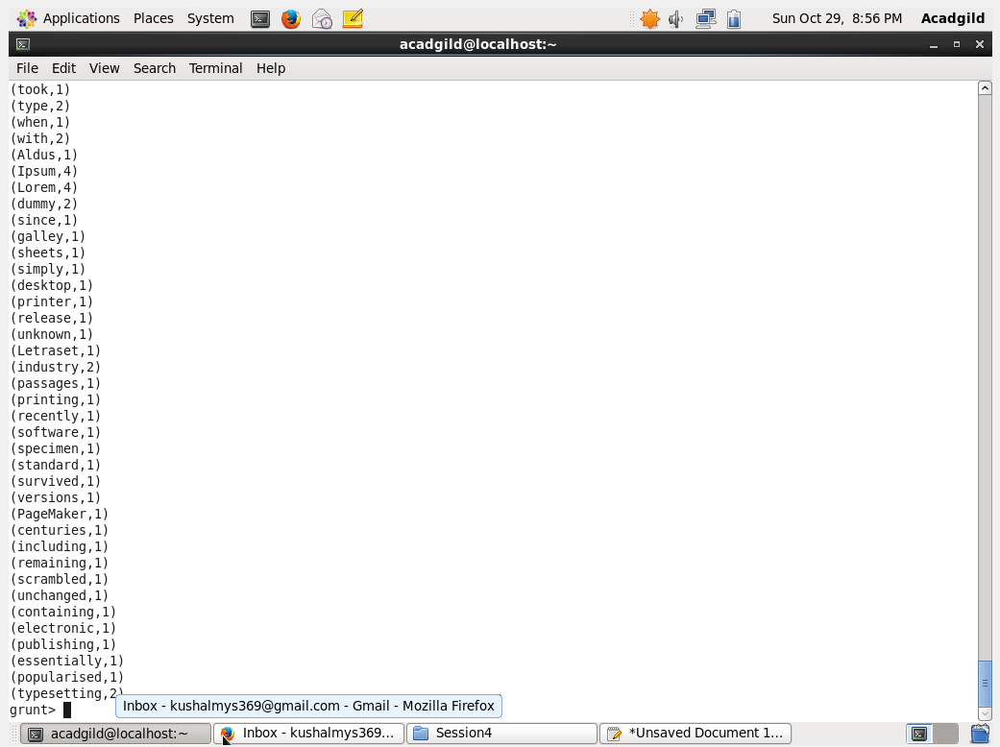 Applications Places System Sun Oct 29, 8:56 PM Acadgild
acadgild@localhost:~
File Edit View Search Terminal Help
(took,1)
(type,2)
(when,1)
(with,2)
(Aldus,1)
(Ipsum,4)
(Lorem,4)
(dummy,2)
(since,1)
(galley,1)
(sheets,1)
(simply,1)
(desktop,1)
(printer,1)
(release,1)
(unknown,1)
(Letraset,1)
(industry,2)
(passages,1)
(printing,1)
(recently,1)
(software,1)
(specimen,1)
(standard,1)
(survived,1)
(versions,1)
(PageMaker,1)
(centuries,1)
(including,1)
(remaining,1)
(scrambled,1)
(unchanged,1)
(containing,1)
(electronic,1)
(publishing,1)
(essentially,1)
(popularised,1)
(typesetting,2)
grunt>
Inbox - kushalmys369@gmail.com - Gmail - Mozilla Firefox
acadgild@localhost:~ Inbox - kushalmys369... Session4 *Unsaved Document 1...